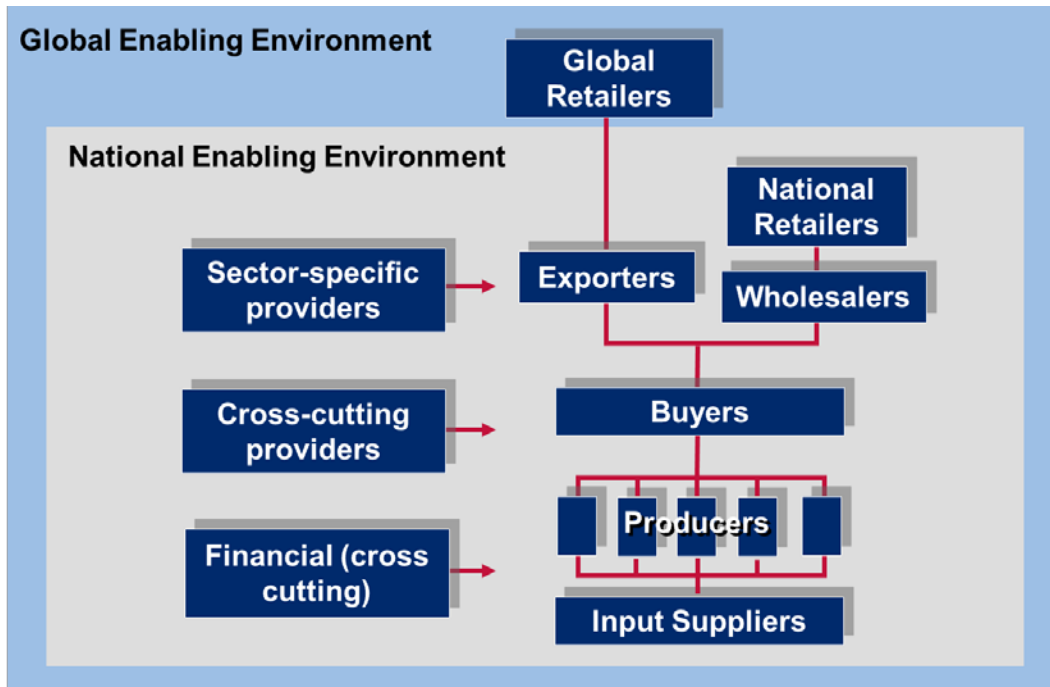 Global Enabling Environment
Global
Retailers
National Enabling Environment
National
Retailers
Sector-specific
providers
Exporters
Wholesalers
Cross-cutting
providers
Buyers
Producers
Financial (cross
cutting)
Input Suppliers